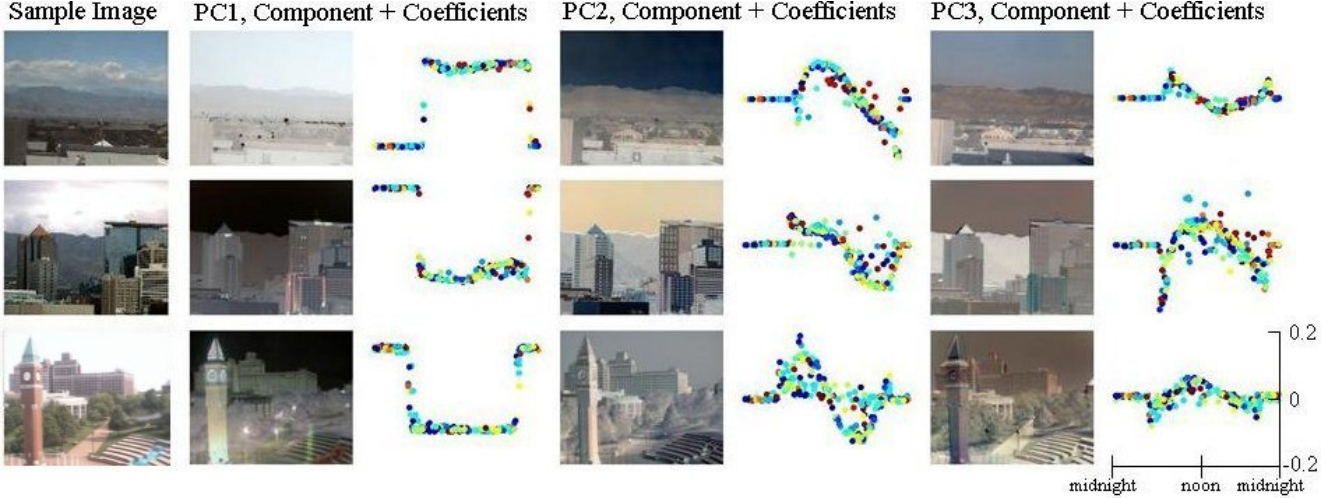 Sample Image PC1, Component + Coefficients PC2, Component + Coefficients PC3, Component + Coefficients
0.2
0
-0.2
midnight noon midnight